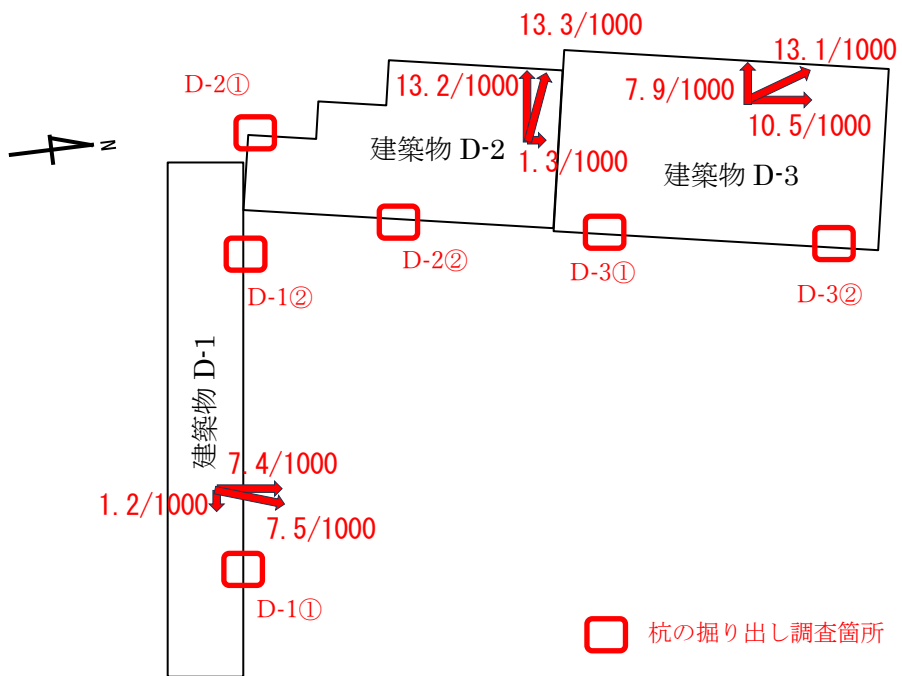 13.3/1000
13.1/1000
D-2①
13.2/1000
7.9/1000
10.5/1000
N
建築物 D-2
1.3/1000
建築物 D-3
D-2②
D-3①
D-1②
D-3②
建築物 D-1
7.4/1000
1.2/1000
7.5/1000
D-1①
杭の掘り出し調査箇所